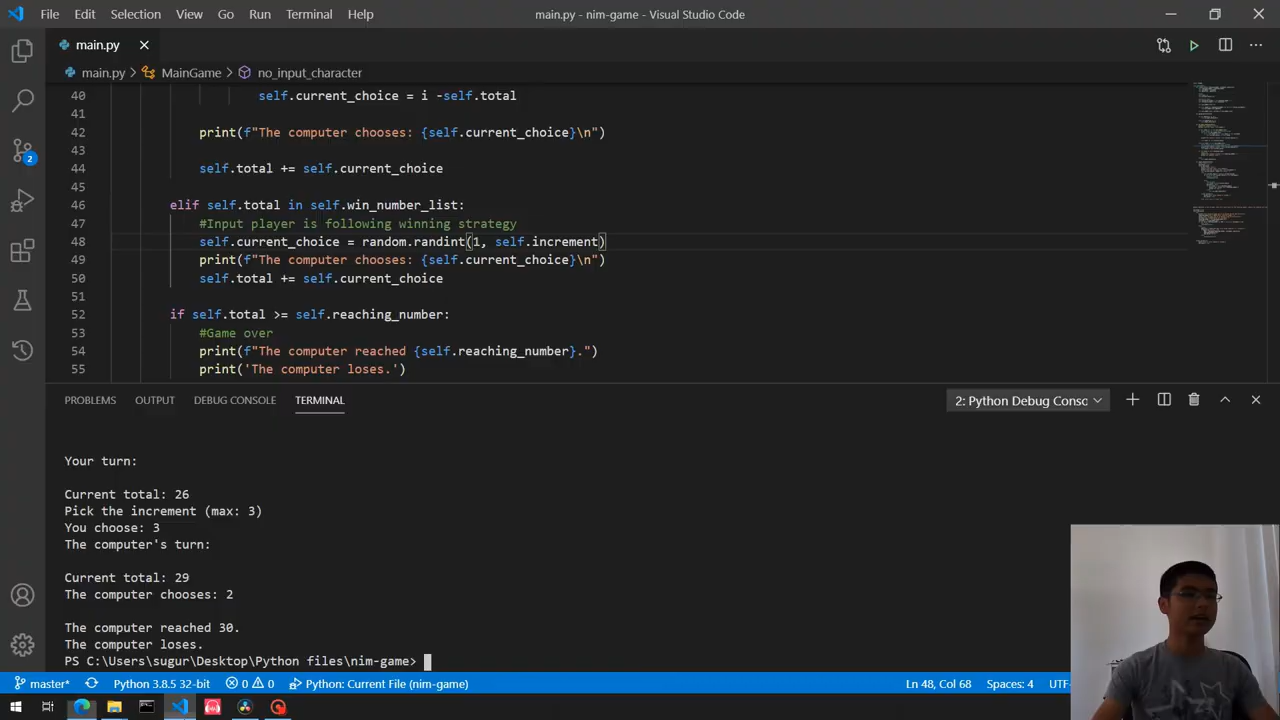 File Edit Selection View Go Run Terminal Help main.py - nim-game - Visual Studio Code
main.py
main.py > MainGame > no_input_character
40 self.current_choice = i -self.total
41
42 print(f"The computer chooses: {self.current_choice}\n")
43
44 self.total += self.current_choice
45
46 elif self.total in self.win_number_list:
47 #Input player is following winning strategy
48 self.current_choice = random.randint(1, self.increment)
49 print(f"The computer chooses: {self.current_choice}\n")
50 self.total += self.current_choice
51
52 if self.total >= self.reaching_number:
53 #Game over
54 print(f"The computer reached {self.reaching_number}.")
55 print('The computer loses.')
PROBLEMS OUTPUT DEBUG CONSOLE TERMINAL 2: Python Debug Consc
Your turn:
Current total: 26
Pick the increment (max: 3)
You choose: 3
The computer's turn:
Current total: 29
The computer chooses: 2
The computer reached 30.
The computer loses.
PS C:\Users\sugur\Desktop\Python files\nim-game>
2
master* Python 3.8.5 32-bit 0 0 Python: Current File (nim-game) Ln 48, Col 68 Spaces: 4 UTF-